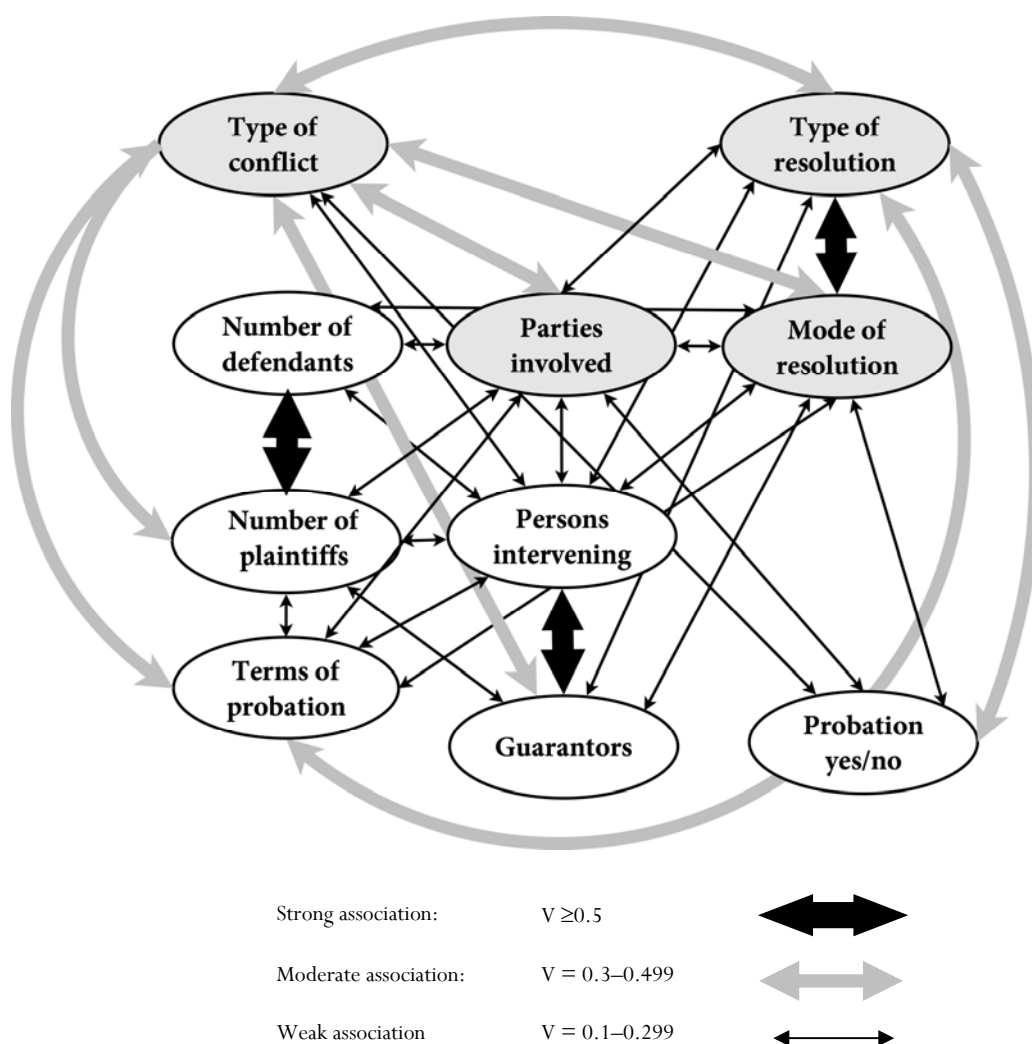 Type of
conflict
Type of
resolution
Number of
defendants
Parties
involved
Mode of
resolution
Number of
plaintiffs
Persons
intervening
Terms of
probation
Guarantors
Probation
yes/no
Strong association: V ≥0.5
Moderate association: V = 0.3–0.499
Weak association V = 0.1–0.299